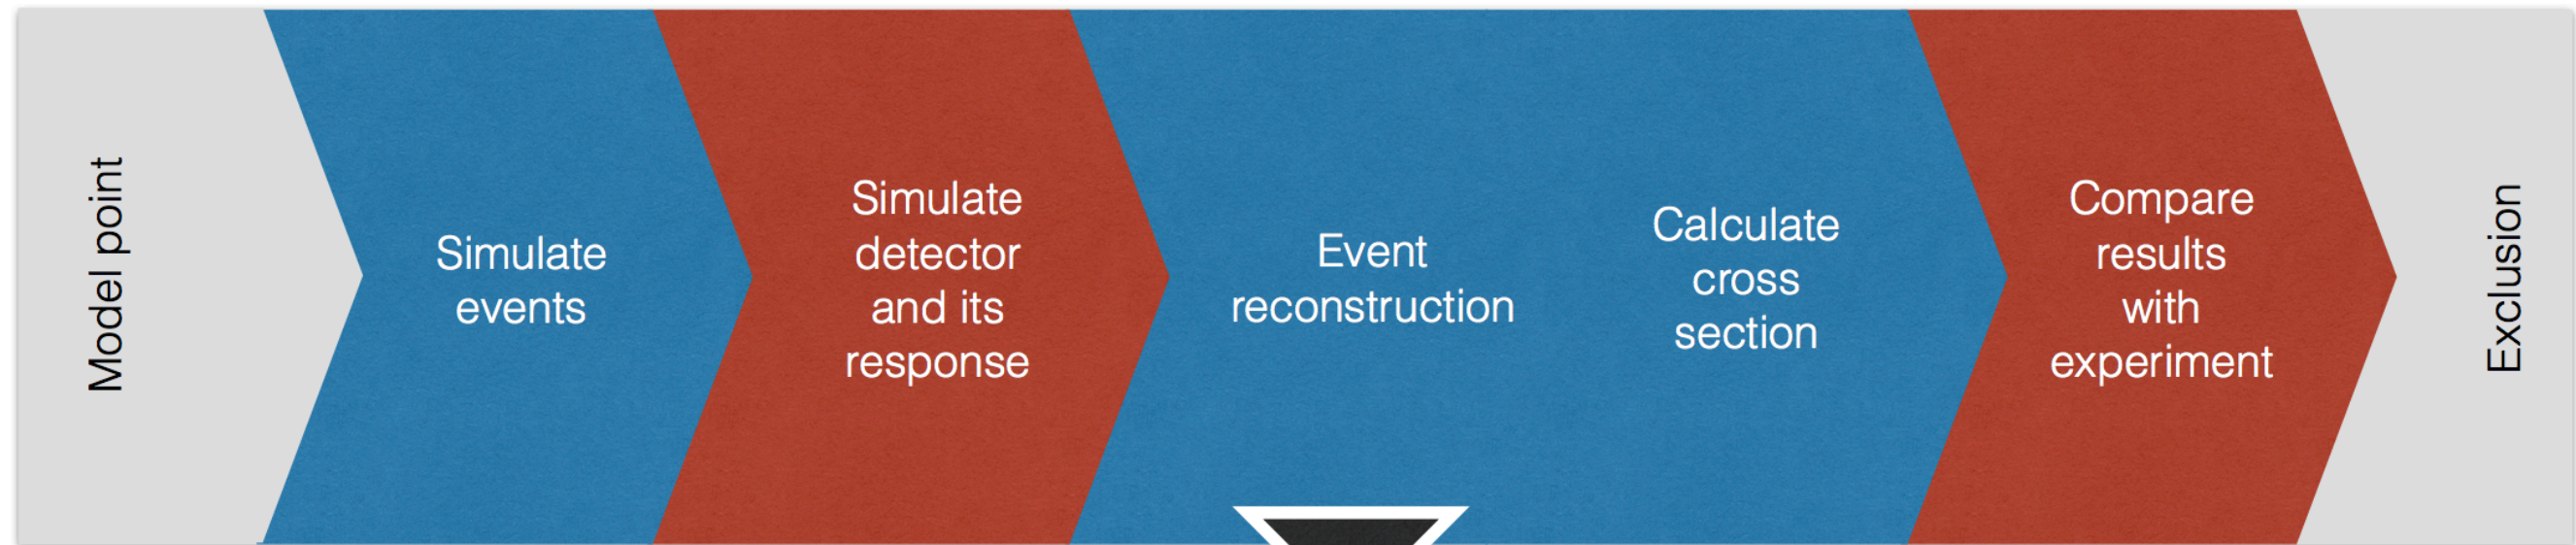 Model point
Simulate
events
Simulate
detector
and its
response
Event
reconstruction
Calculate
cross
section
Compare
results
with
experiment
Exclusion